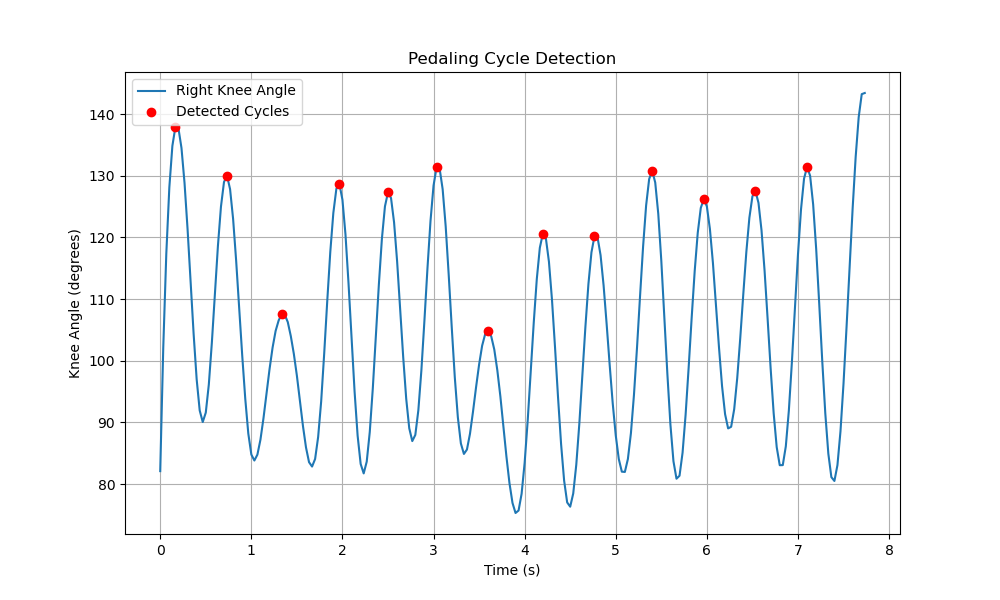 Pedaling Cycle Detection
Right Knee Angle
Detected Cycles
Knee Angle (degrees)
140
130
120
110
100
90
80
0 1 2 3 4 5 6 7 8
Time (s)